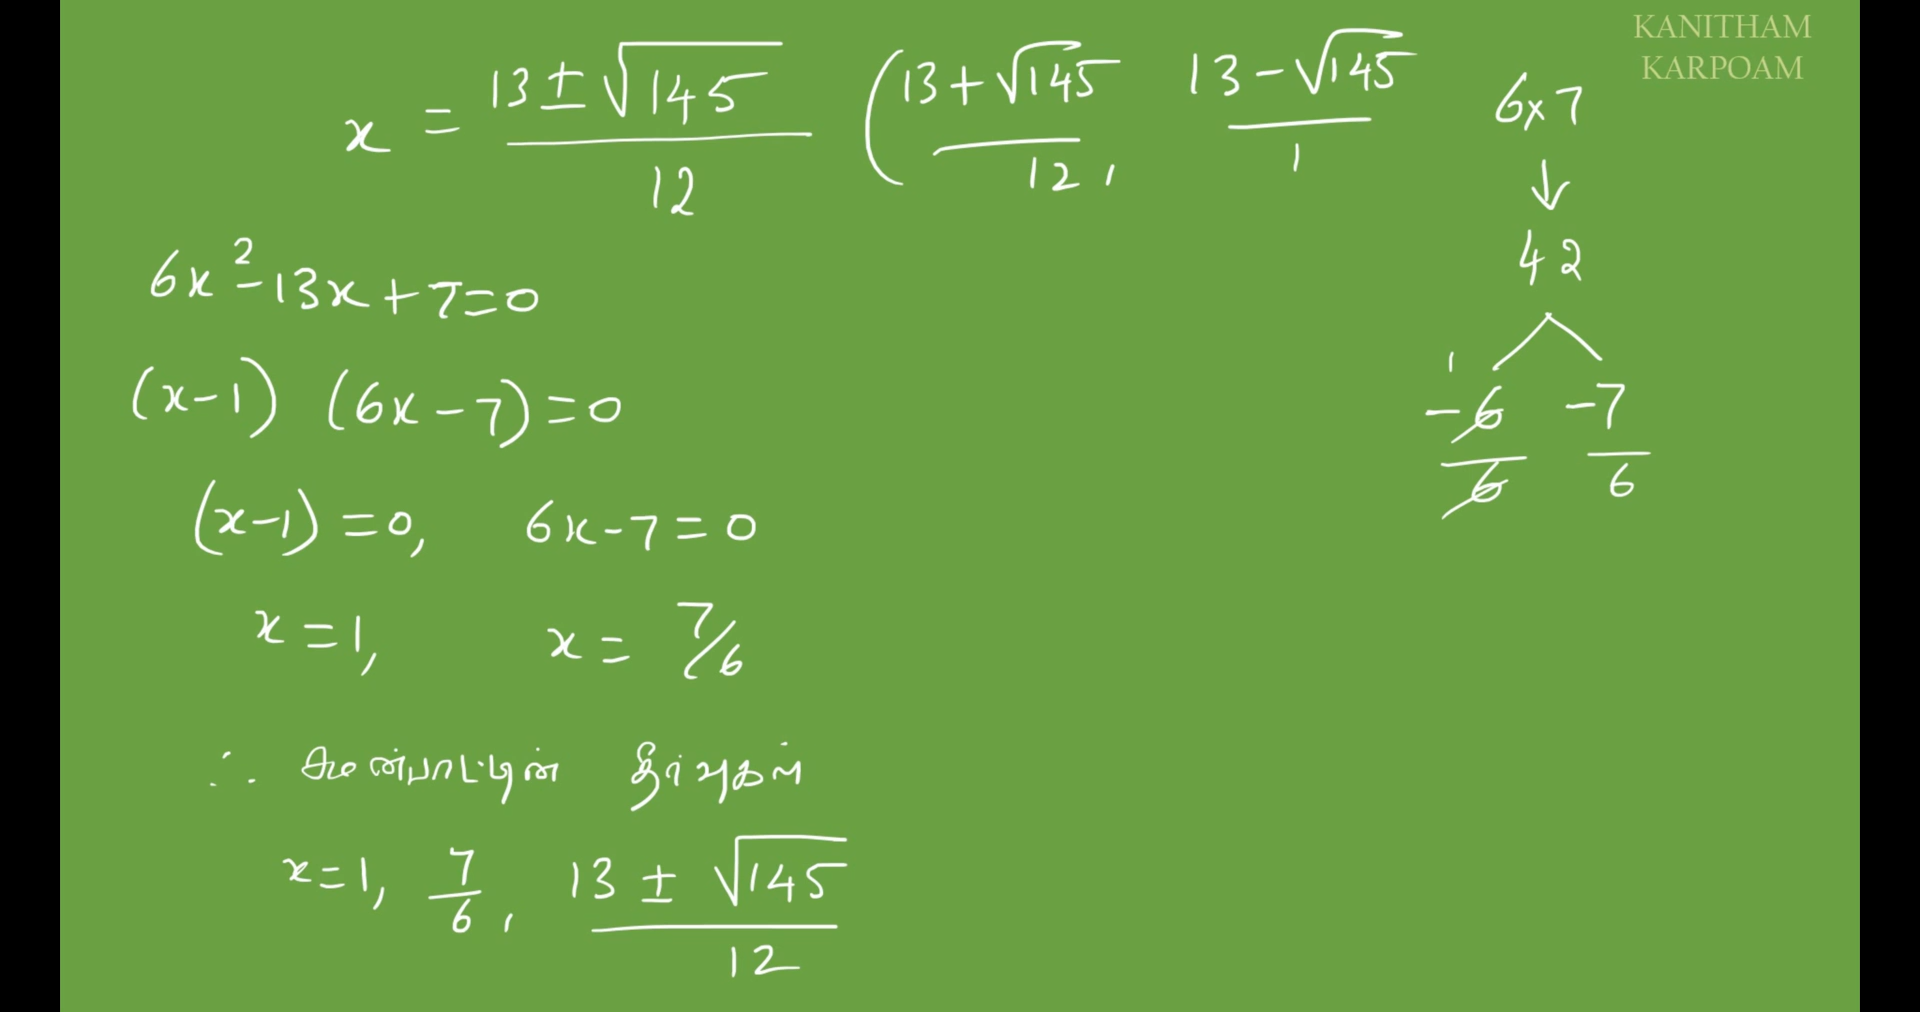 KANITHAM
KARPOAM
x = (13 ± √145)/12 ( (13 + √145)/12, (13 - √145)/1
6x² - 13x + 7 = 0
(x-1) (6x - 7) = 0
(x-1) = 0, 6x - 7 = 0
x = 1, x = 7/6
∴ சமன்பாட்டின் தீர்வுகள்
x = 1, 7/6, (13 ± √145)/12
6 x 7
↓
42
1
-6/6 -7/6